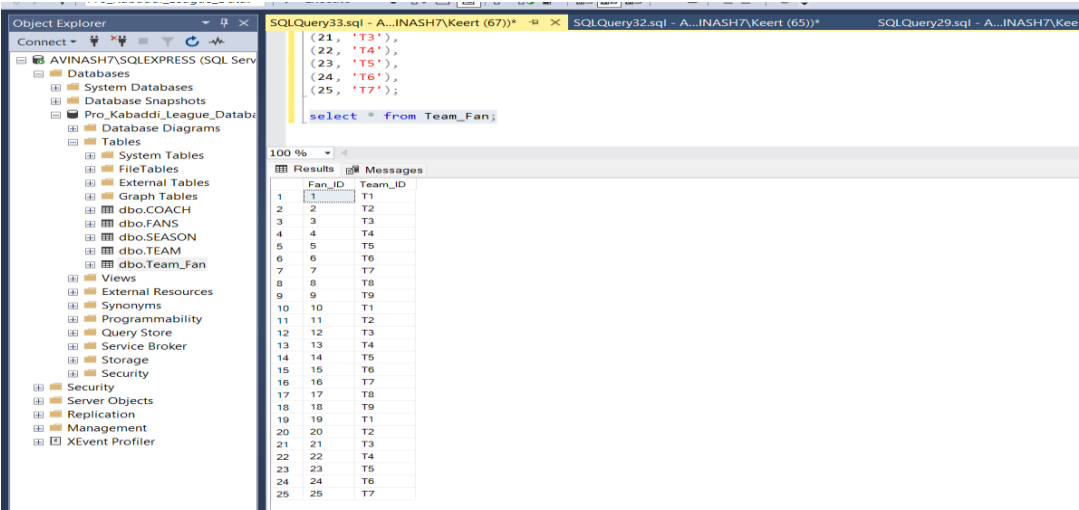 Object Explorer
Connect
AVINASH7\SQLEXPRESS (SQL Serv
Databases
System Databases
Database Snapshots
Pro_Kabaddi_League_Databa
Database Diagrams
Tables
System Tables
FileTables
External Tables
Graph Tables
dbo.COACH
dbo.FANS
dbo.SEASON
dbo.TEAM
dbo.Team_Fan
Views
External Resources
Synonyms
Programmability
Query Store
Service Broker
Storage
Security
Security
Server Objects
Replication
Management
XEvent Profiler
SQLQuery33.sql - A...INASH7\Keert (67))* SQLQuery32.sql - A...INASH7\Keert (65))* SQLQuery29.sql - A...INASH7\Kee
(21, 'T3'),
(22, 'T4'),
(23, 'T5'),
(24, 'T6'),
(25, 'T7');
select * from Team_Fan;
100 %
Results Messages
Fan_ID Team_ID
1 1 T1
2 2 T2
3 3 T3
4 4 T4
5 5 T5
6 6 T6
7 7 T7
8 8 T8
9 9 T9
10 10 T1
11 11 T2
12 12 T3
13 13 T4
14 14 T5
15 15 T6
16 16 T7
17 17 T8
18 18 T9
19 19 T1
20 20 T2
21 21 T3
22 22 T4
23 23 T5
24 24 T6
25 25 T7